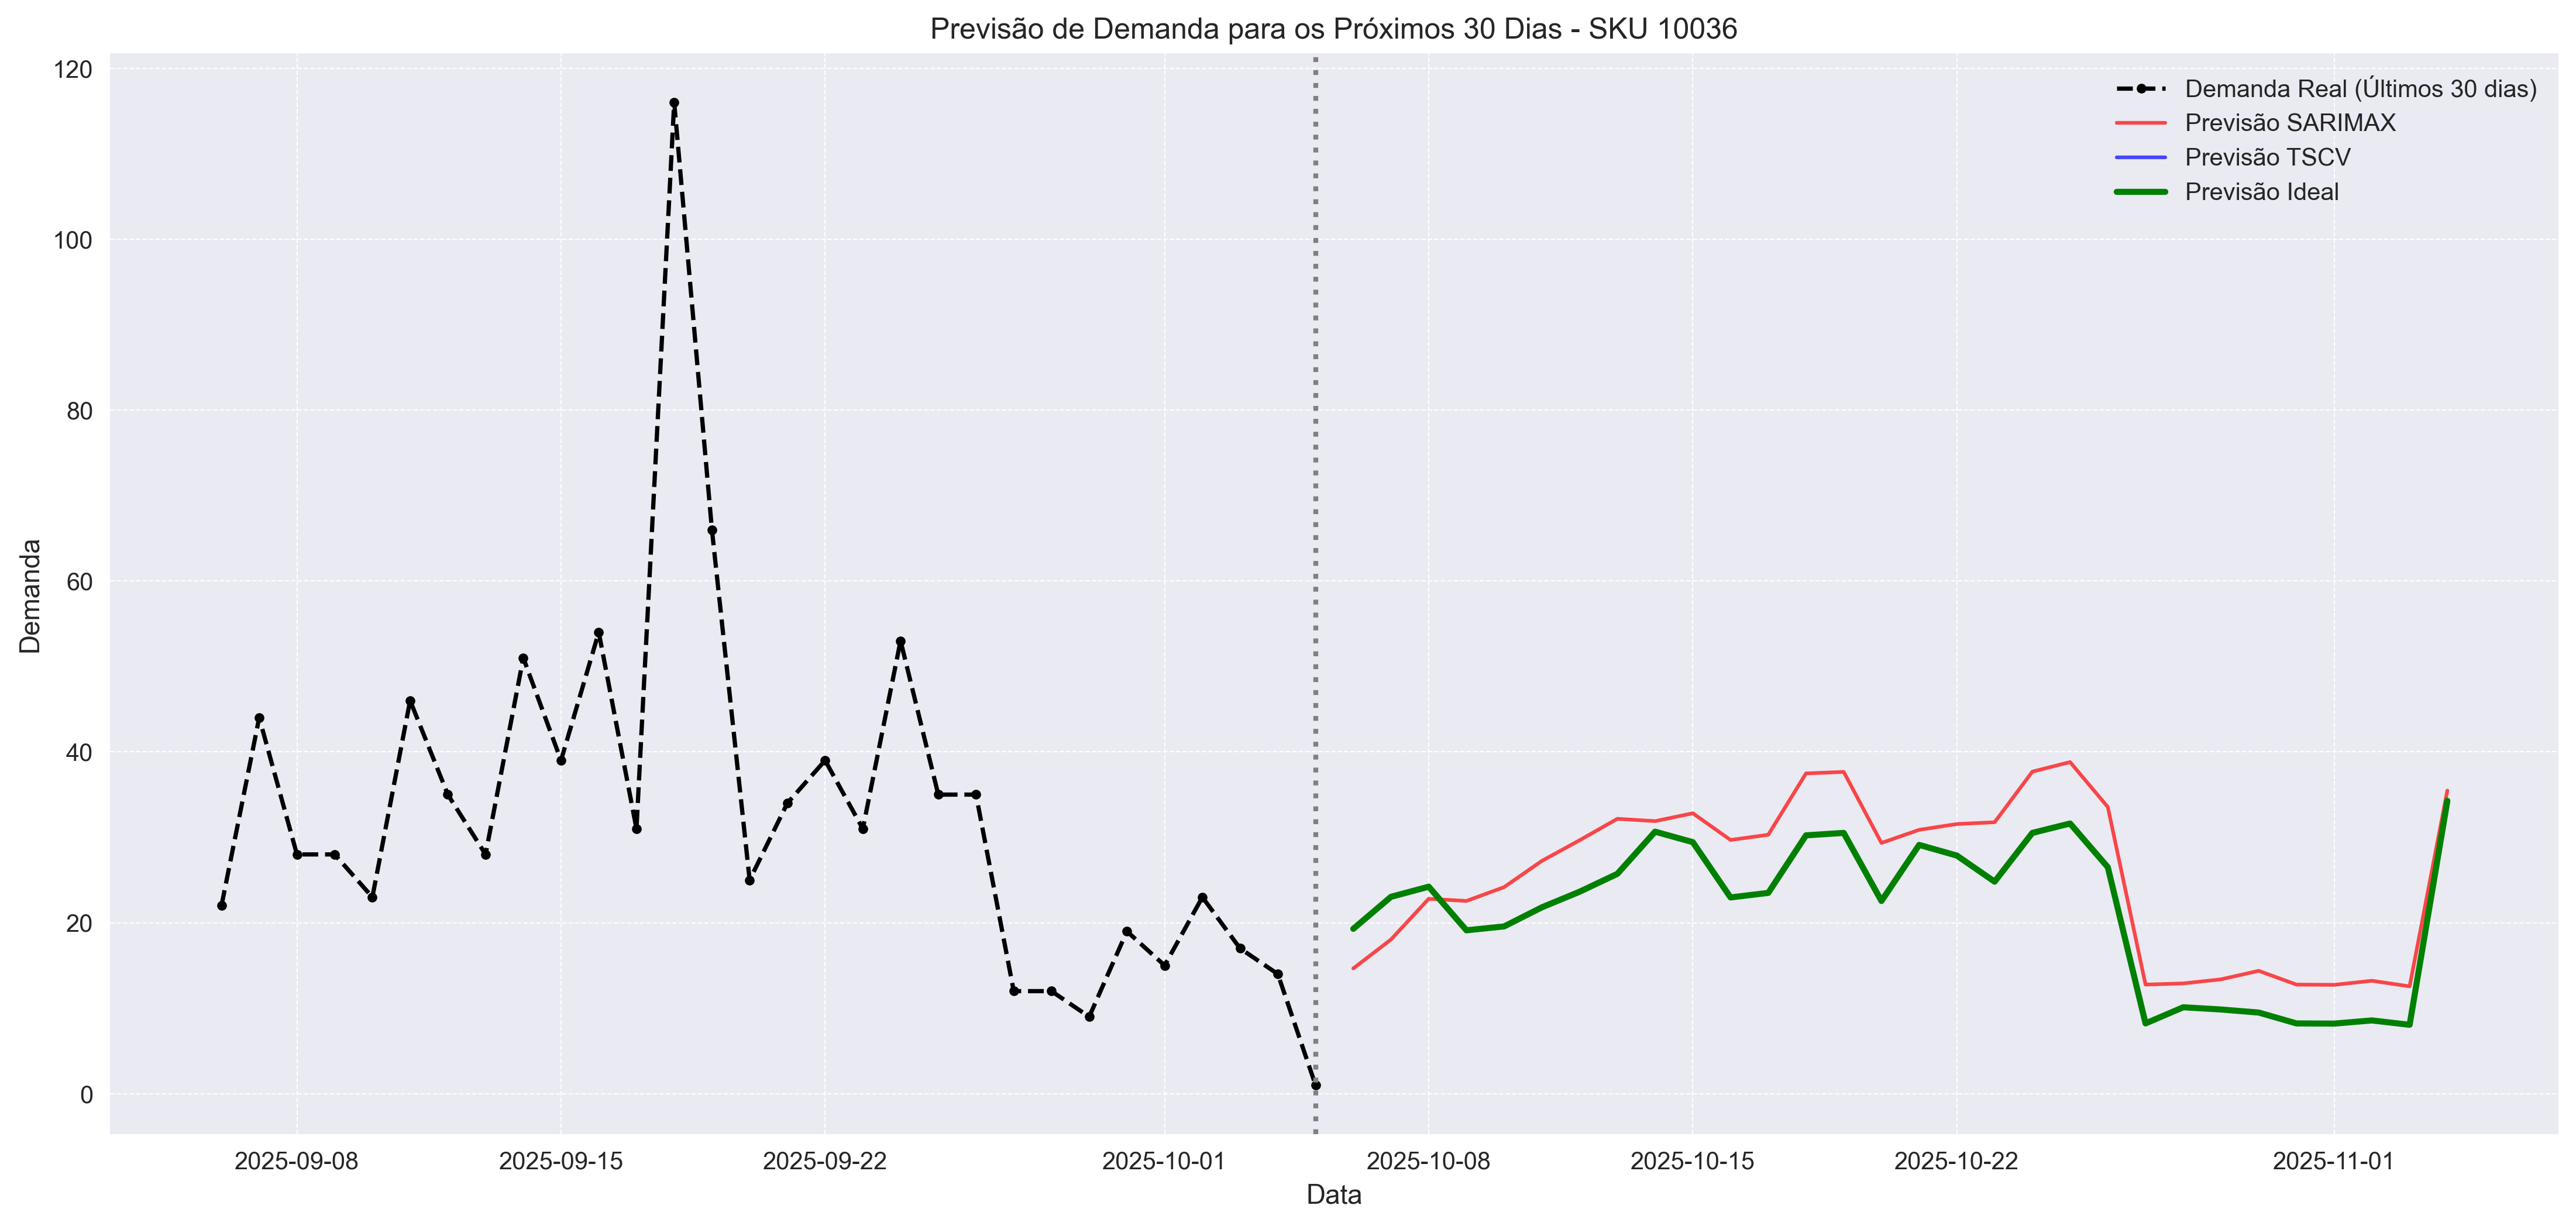 Previsão de Demanda para os Próximos 30 Dias - SKU 10036
120
100
80
60
40
20
0
Demanda
Demanda Real (Últimos 30 dias)
Previsão SARIMAX
Previsão TSCV
Previsão Ideal
2025-09-08
2025-09-15
2025-09-22
2025-10-01
2025-10-08
2025-10-15
2025-10-22
2025-11-01
Data